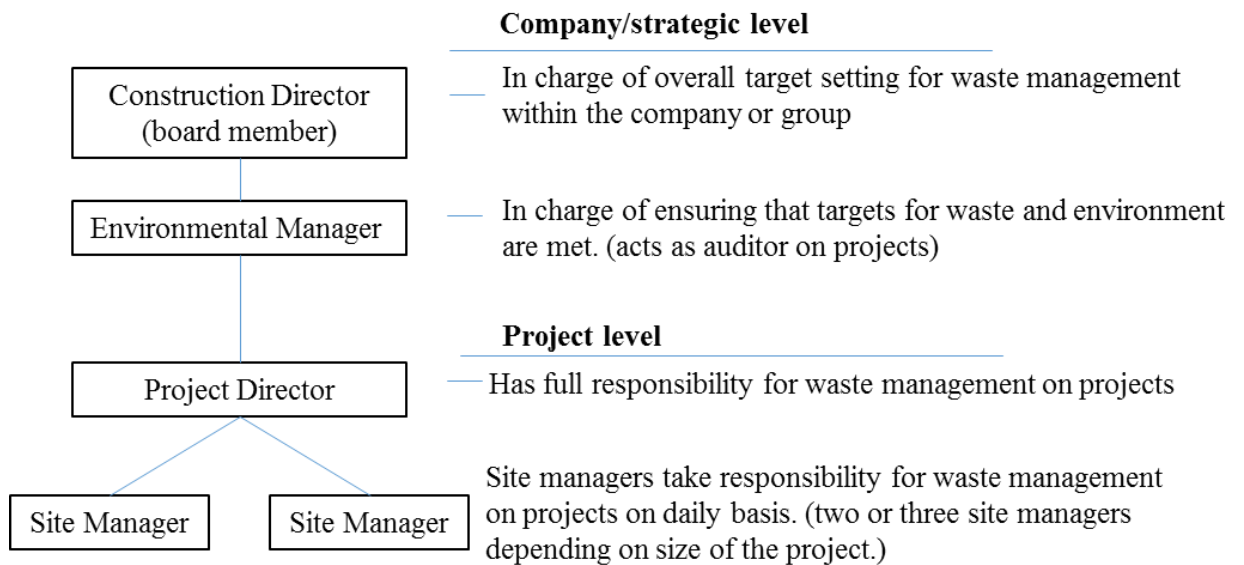 Company/strategic level
Construction Director
(board member)
In charge of overall target setting for waste management
within the company or group
Environmental Manager
In charge of ensuring that targets for waste and environment
are met. (acts as auditor on projects)
Project level
Project Director
Has full responsibility for waste management on projects
Site Manager
Site Manager
Site managers take responsibility for waste management
on projects on daily basis. (two or three site managers
depending on size of the project.)